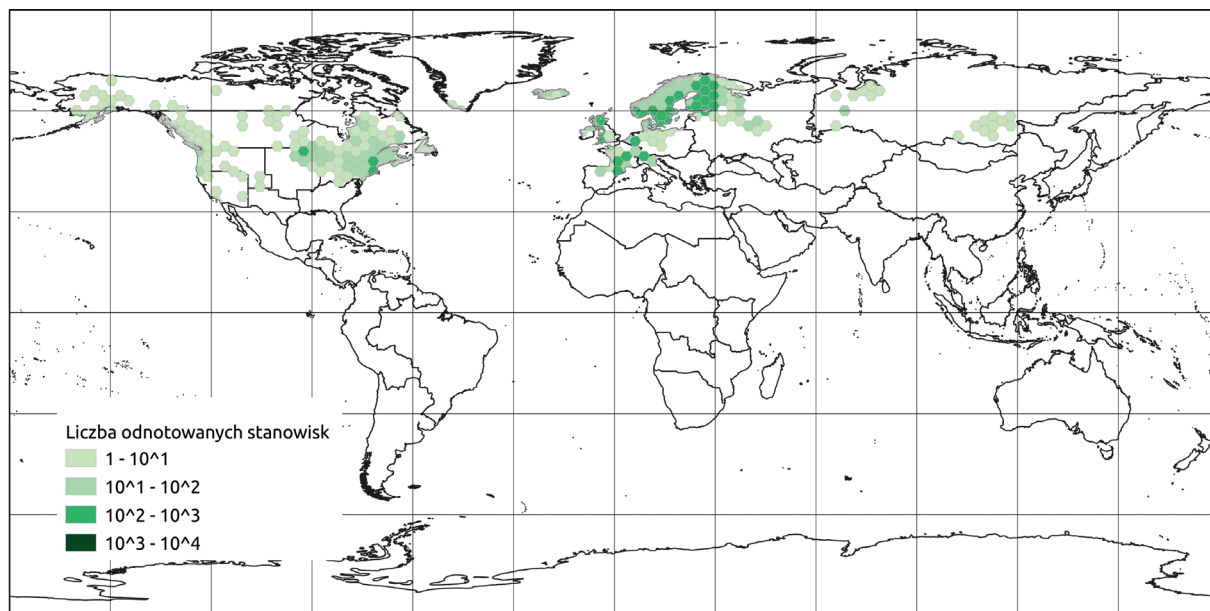 Liczba odnotowanych stanowisk
1 - 10^1
10^1 - 10^2
10^2 - 10^3
10^3 - 10^4